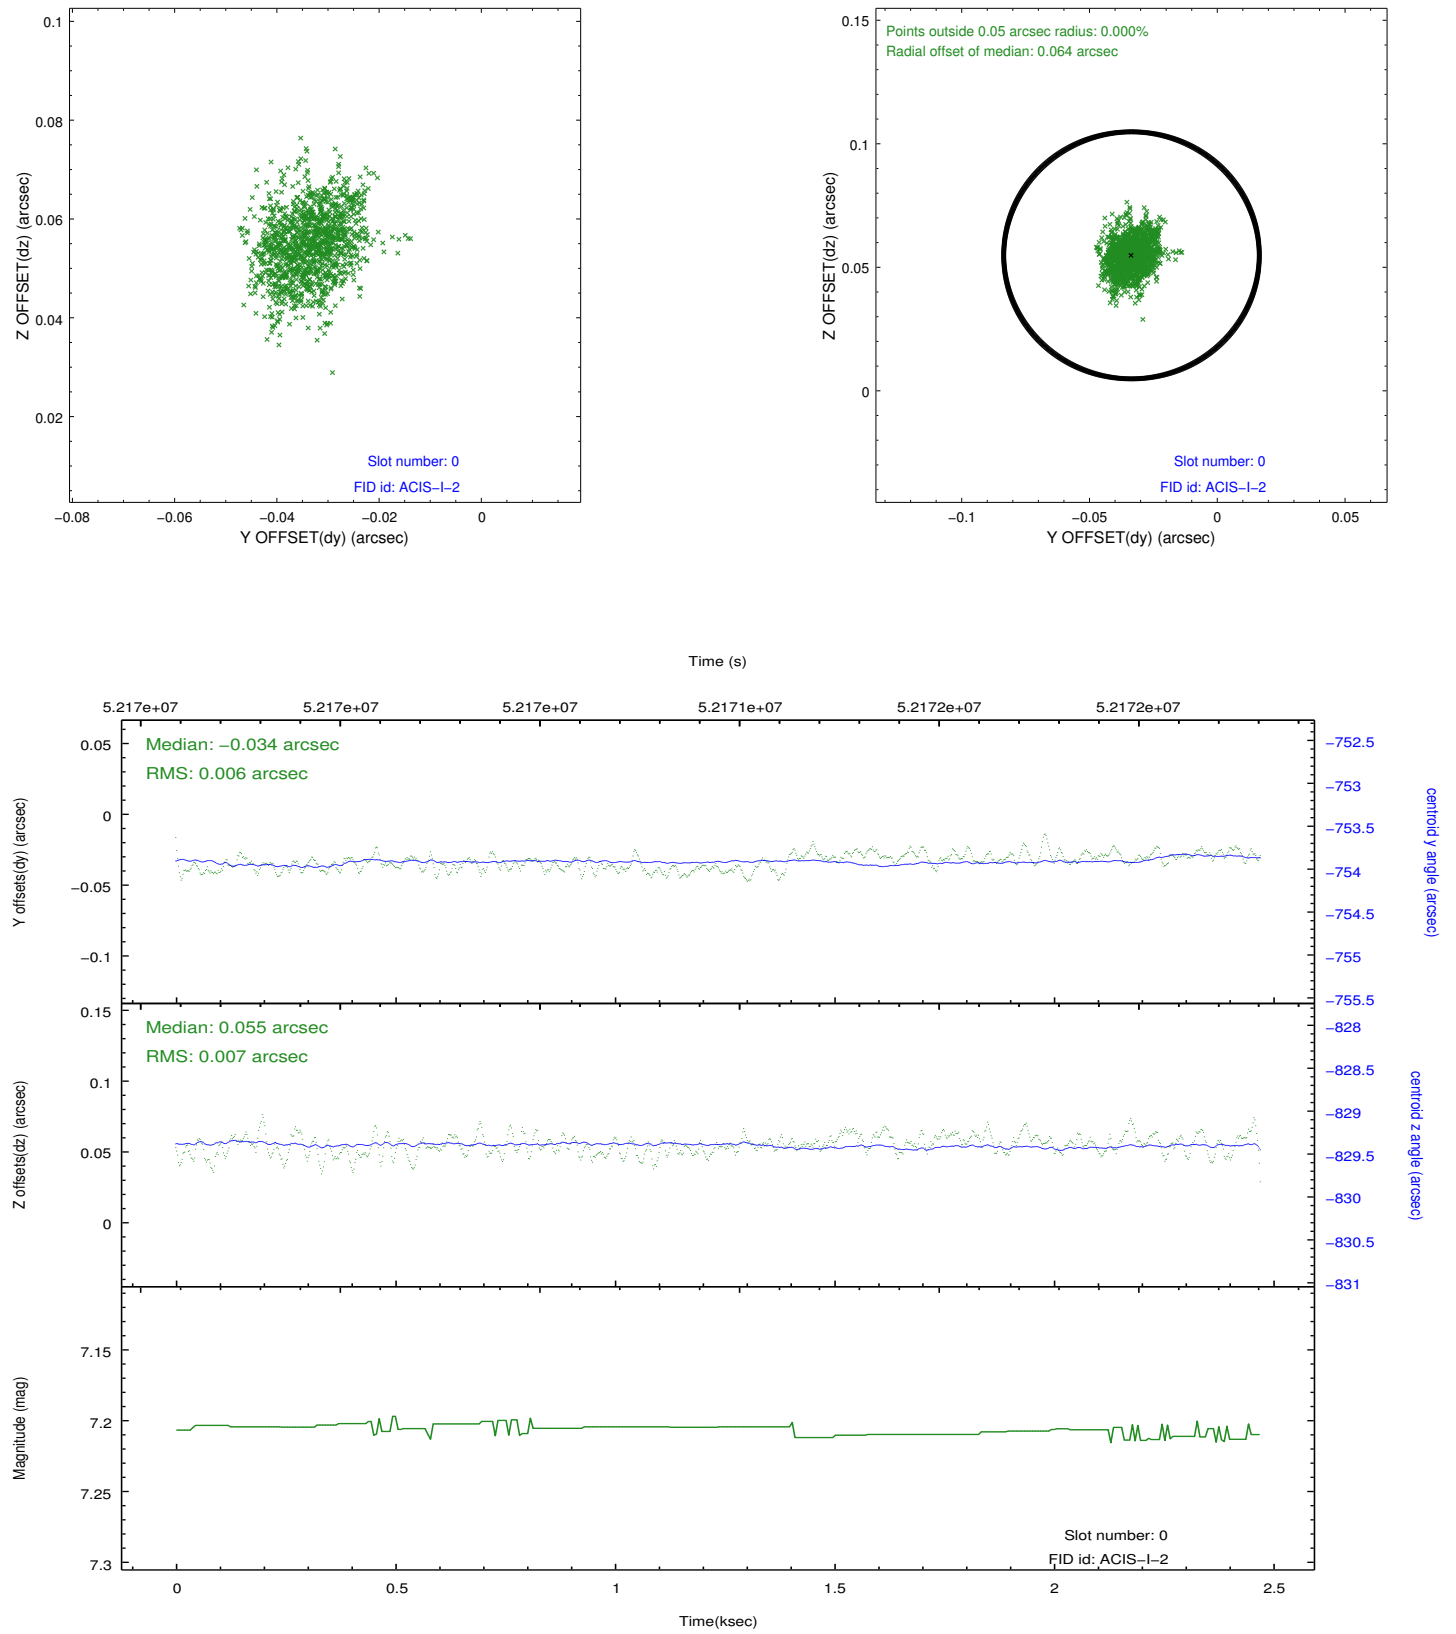 0.1
0.08
0.06
0.04
0.02
Z OFFSET(dz) (arcsec)
Slot number: 0
FID id: ACIS−I−2
−0.08 −0.06 −0.04 −0.02 0
Y OFFSET(dy) (arcsec)
Points outside 0.05 arcsec radius: 0.000%
Radial offset of median: 0.064 arcsec
0.15
0.1
0.05
0
Z OFFSET(dz) (arcsec)
Slot number: 0
FID id: ACIS−I−2
−0.1 −0.05 0 0.05
Y OFFSET(dy) (arcsec)
Time (s)
5.217e+07 5.217e+07 5.217e+07 5.2171e+07 5.2172e+07 5.2172e+07
Median: −0.034 arcsec
RMS: 0.006 arcsec
0.05
0
−0.05
−0.1
Y offsets(dy) (arcsec)
−752.5
−753
−753.5
−754
−754.5
−755
−755.5
centroid y angle (arcsec)
Median: 0.055 arcsec
RMS: 0.007 arcsec
0.15
0.1
0.05
0
Z offsets(dz) (arcsec)
−828
−828.5
−829
−829.5
−830
−830.5
−831
centroid z angle (arcsec)
7.15
7.2
7.25
7.3
Magnitude (mag)
Slot number: 0
FID id: ACIS−I−2
0 0.5 1 1.5 2 2.5
Time(ksec)